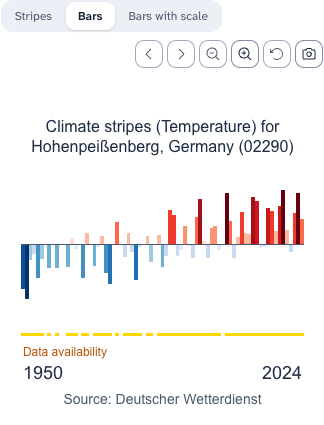 Stripes Bars Bars with scale
Climate stripes (Temperature) for
Hohenpeißenberg, Germany (02290)
Data availability
1950 2024
Source: Deutscher Wetterdienst